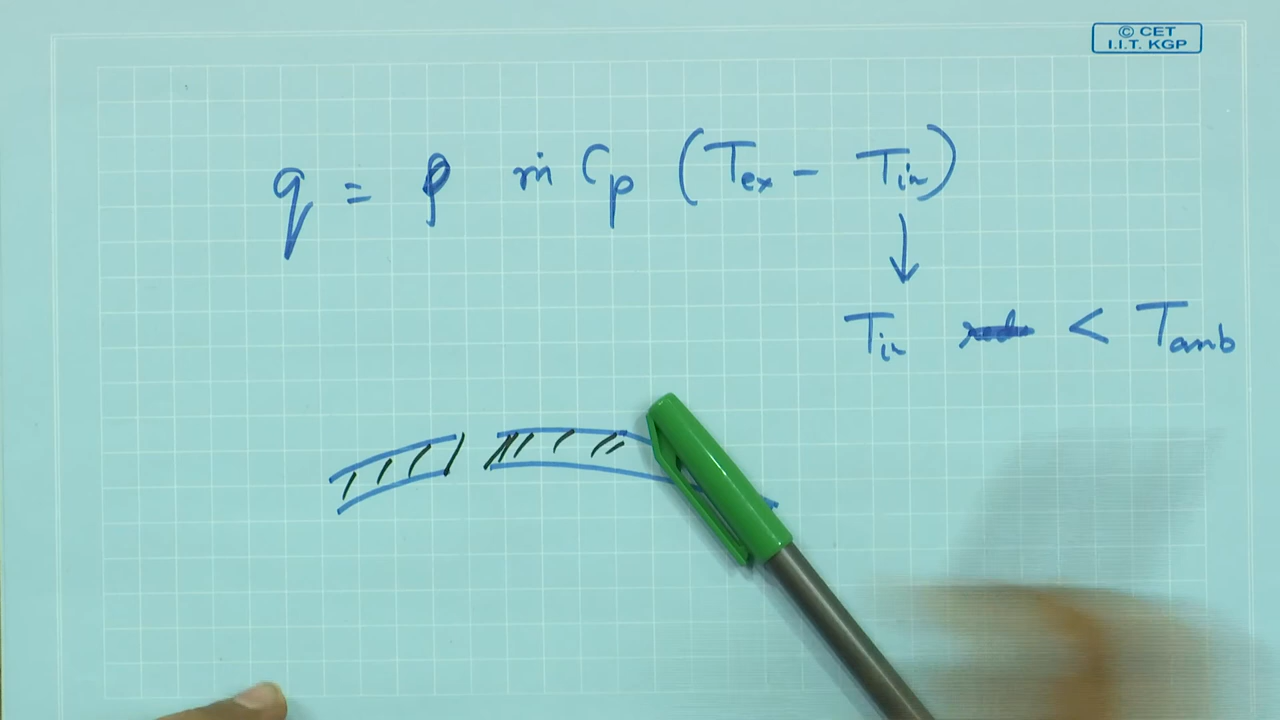 © CET
I.I.T. KGP
q = ρ ṁ Cp (Tex - Tin)
↓
Tin < Tamb